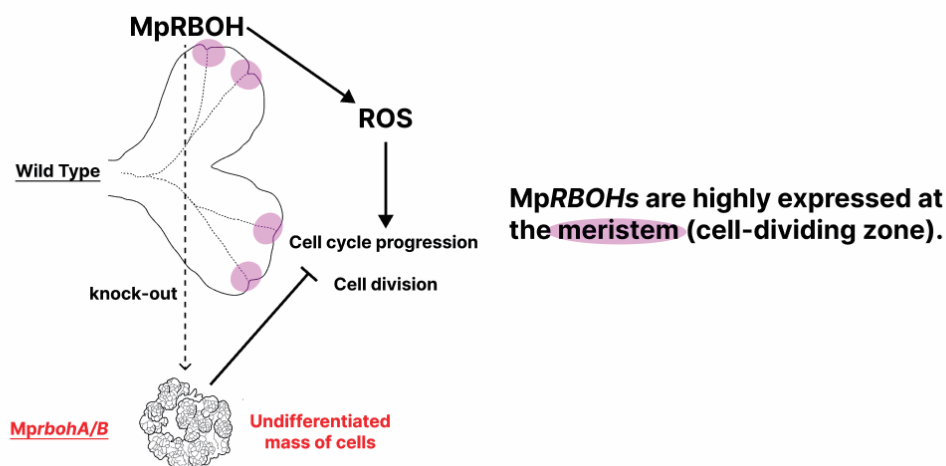 MpRBOH
ROS
Wild Type
MpRBOHs are highly expressed at
the meristem (cell-dividing zone).
Cell cycle progression
Cell division
knock-out
MprbohA/B
Undifferentiated
mass of cells